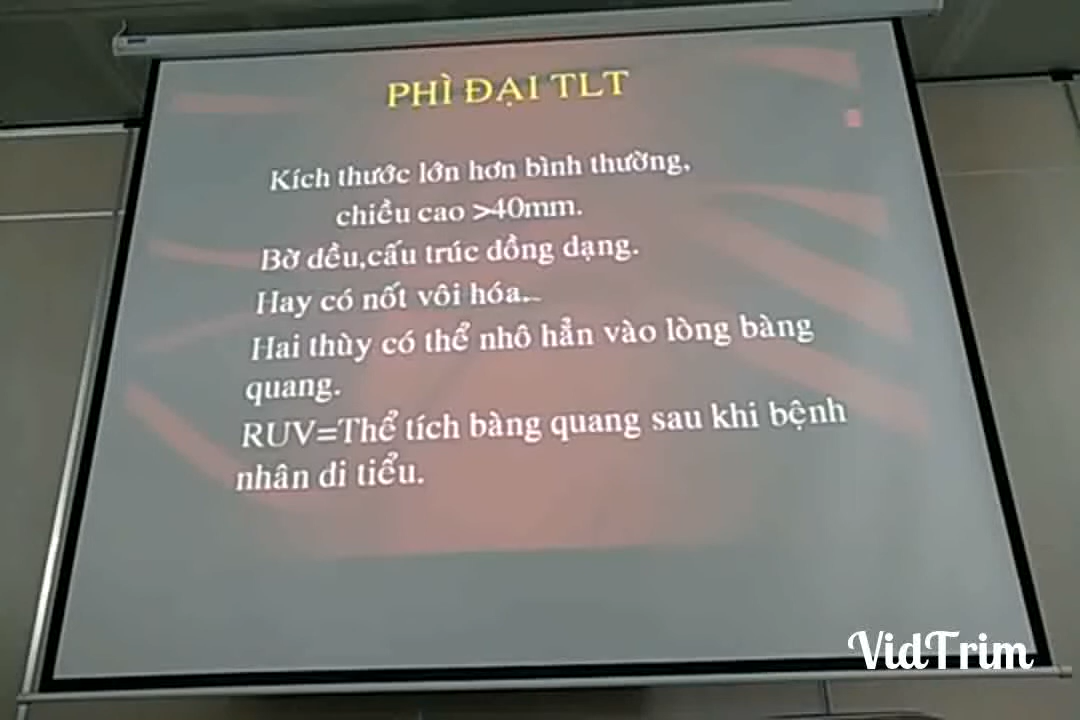 PHÌ ĐẠI TLT
Kích thước lớn hơn bình thường,
chiều cao >40mm.
Bờ đều,cấu trúc đồng dạng.
Hay có nốt vôi hóa..
Hai thùy có thể nhô hẳn vào lòng bàng
quang.
RUV=Thể tích bàng quang sau khi bệnh
nhân đi tiểu.
VidTrim